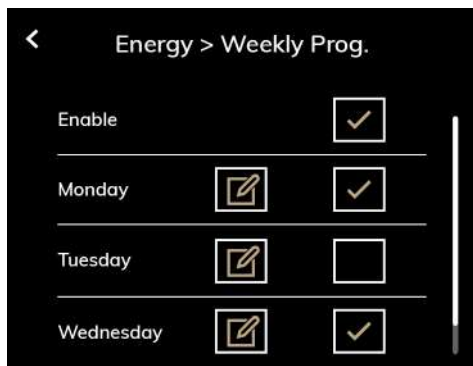 Energy > Weekly Prog.
Enable
Monday
Tuesday
Wednesday